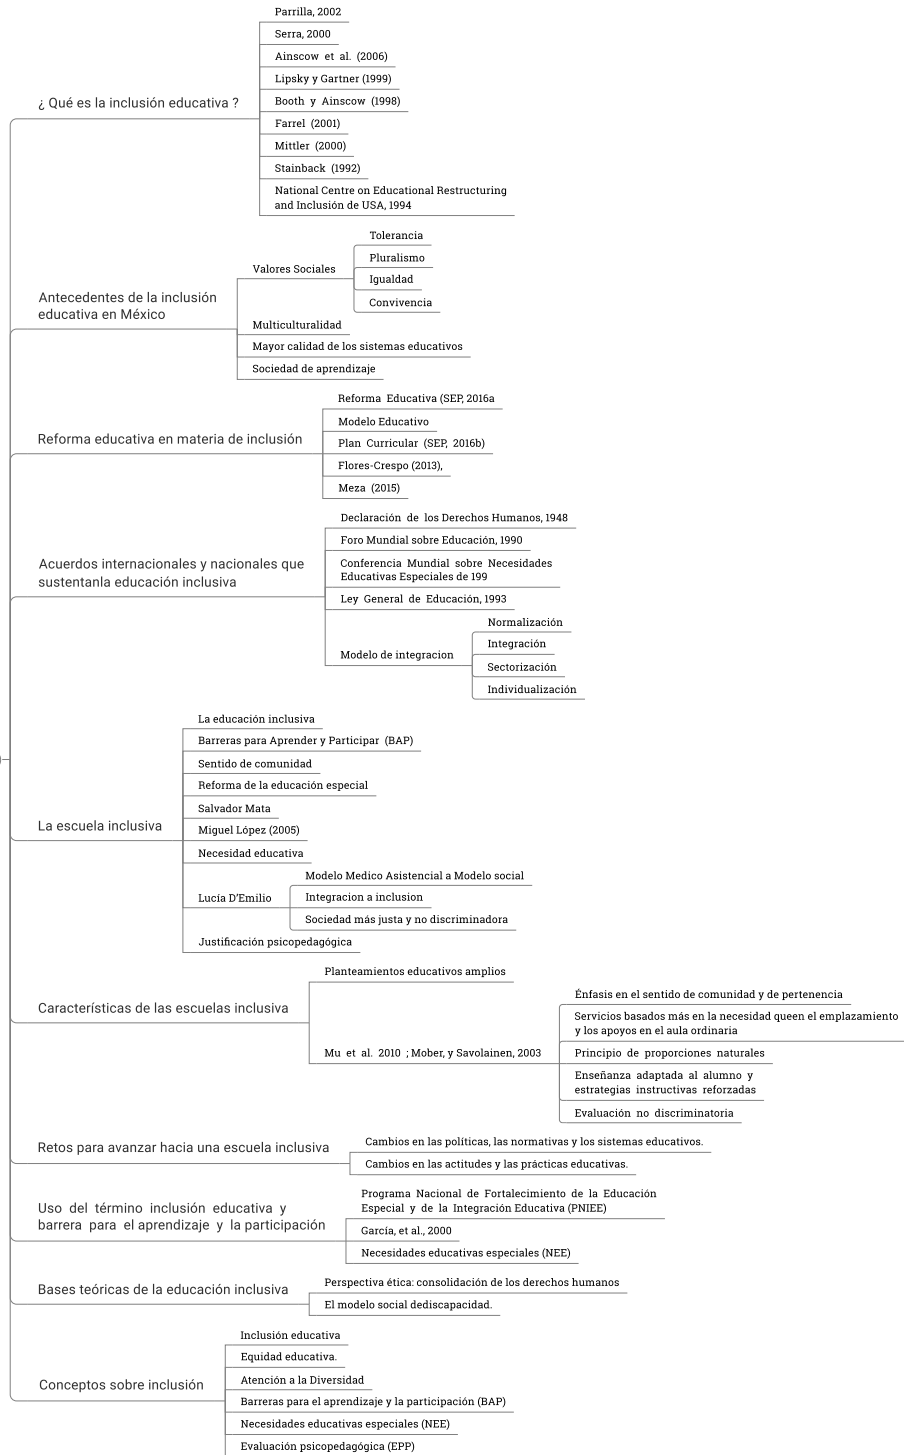 Parrilla, 2002
Serra, 2000
Ainscow et al. (2006)
Lipsky y Gartner (1999)
¿ Qué es la inclusión educativa ?
Booth y Ainscow (1998)
Farrel (2001)
Mittler (2000)
Stainback (1992)
National Centre on Educational Restructuring
and Inclusión de USA, 1994
Antecedentes de la inclusión
educativa en México
Valores Sociales
Tolerancia
Pluralismo
Igualdad
Convivencia
Multiculturalidad
Mayor calidad de los sistemas educativos
Sociedad de aprendizaje
Reforma educativa en materia de inclusión
Reforma Educativa (SEP, 2016a
Modelo Educativo
Plan Curricular (SEP, 2016b)
Flores-Crespo (2013),
Meza (2015)
Acuerdos internacionales y nacionales que
sustentanla educación inclusiva
Declaración de los Derechos Humanos, 1948
Foro Mundial sobre Educación, 1990
Conferencia Mundial sobre Necesidades
Educativas Especiales de 199
Ley General de Educación, 1993
Modelo de integracion
Normalización
Integración
Sectorización
Individualización
La escuela inclusiva
La educación inclusiva
Barreras para Aprender y Participar (BAP)
Sentido de comunidad
Reforma de la educación especial
Salvador Mata
Miguel López (2005)
Necesidad educativa
Lucía D’Emilio
Modelo Medico Asistencial a Modelo social
Integracion a inclusion
Sociedad más justa y no discriminadora
Justificación psicopedagógica
Características de las escuelas inclusiva
Planteamientos educativos amplios
Mu et al. 2010 ; Mober, y Savolainen, 2003
Énfasis en el sentido de comunidad y de pertenencia
Servicios basados más en la necesidad queen el emplazamiento
y los apoyos en el aula ordinaria
Principio de proporciones naturales
Enseñanza adaptada al alumno y
estrategias instructivas reforzadas
Evaluación no discriminatoria
Retos para avanzar hacia una escuela inclusiva
Cambios en las políticas, las normativas y los sistemas educativos.
Cambios en las actitudes y las prácticas educativas.
Uso del término inclusión educativa y
barrera para el aprendizaje y la participación
Programa Nacional de Fortalecimiento de la Educación
Especial y de la Integración Educativa (PNIEE)
García, et al., 2000
Necesidades educativas especiales (NEE)
Bases teóricas de la educación inclusiva
Perspectiva ética: consolidación de los derechos humanos
El modelo social dediscapacidad.
Conceptos sobre inclusión
Inclusión educativa
Equidad educativa.
Atención a la Diversidad
Barreras para el aprendizaje y la participación (BAP)
Necesidades educativas especiales (NEE)
Evaluación psicopedagógica (EPP)